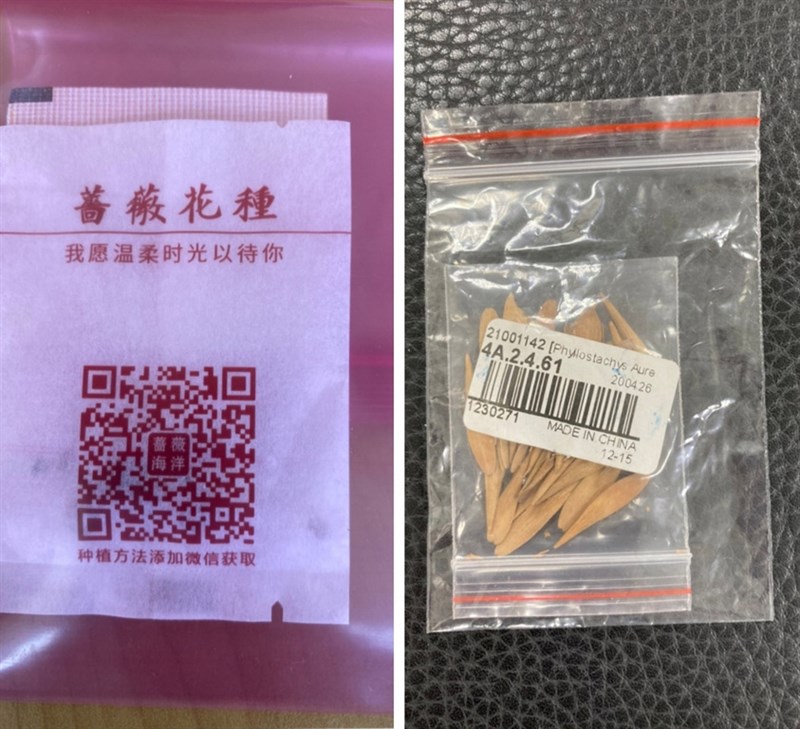 薔薇花種
我愿温柔时光以待你
薔薇
海洋
种植方法添加微信获取
21001142 [Phyllostachys Aure
4A.2.4.61
200426
1230271
MADE IN CHINA
12-15